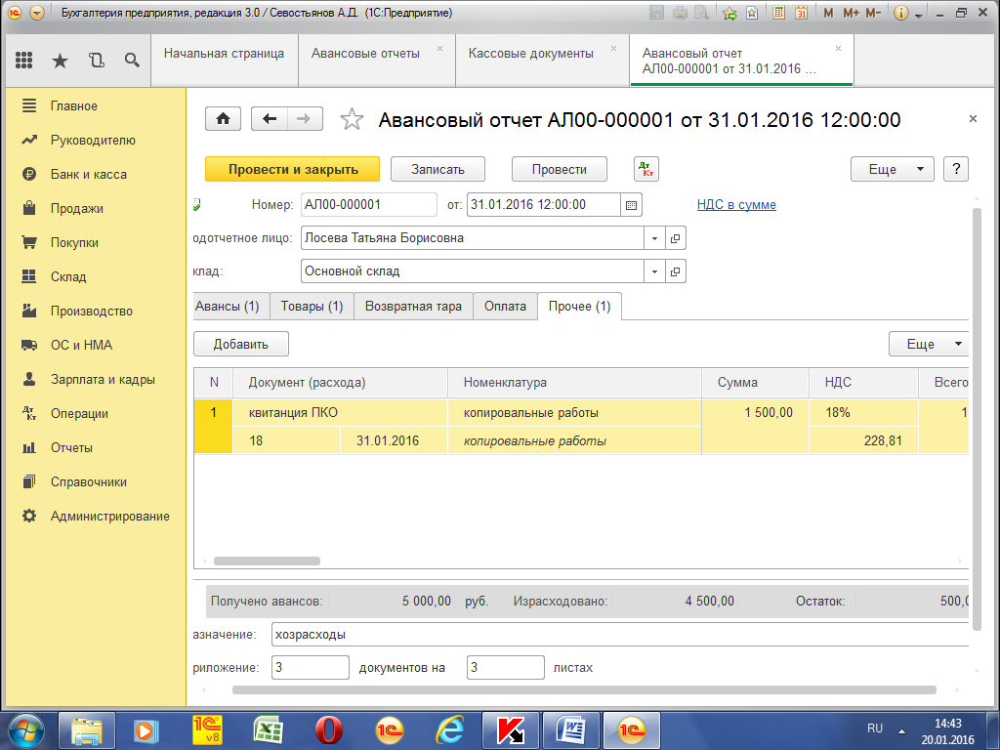 Бухгалтерия предприятия, редакция 3.0 / Севостьянов А.Д. (1С:Предприятие)
M M+ M-
Начальная страница
Авансовые отчеты
Кассовые документы
Авансовый отчет
АЛ00-000001 от 31.01.2016 ...
Главное
Руководителю
Банк и касса
Продажи
Покупки
Склад
Производство
ОС и НМА
Зарплата и кадры
Операции
Отчеты
Справочники
Администрирование
Авансовый отчет АЛ00-000001 от 31.01.2016 12:00:00
Провести и закрыть Записать Провести Дт Кт Еще ?
Номер: АЛ00-000001 от: 31.01.2016 12:00:00 НДС в сумме
одотчетное лицо: Лосева Татьяна Борисовна
клад: Основной склад
Авансы (1) Товары (1) Возвратная тара Оплата Прочее (1)
Добавить Еще
N Документ (расхода) Номенклатура Сумма НДС Всего
1 квитанция ПКО копировальные работы 1 500,00 18% 1
18 31.01.2016 копировальные работы 228,81
Получено авансов: 5 000,00 руб. Израсходовано: 4 500,00 Остаток: 500,0
азначение: хозрасходы
риложение: 3 документов на 3 листах
RU 14:43
20.01.2016